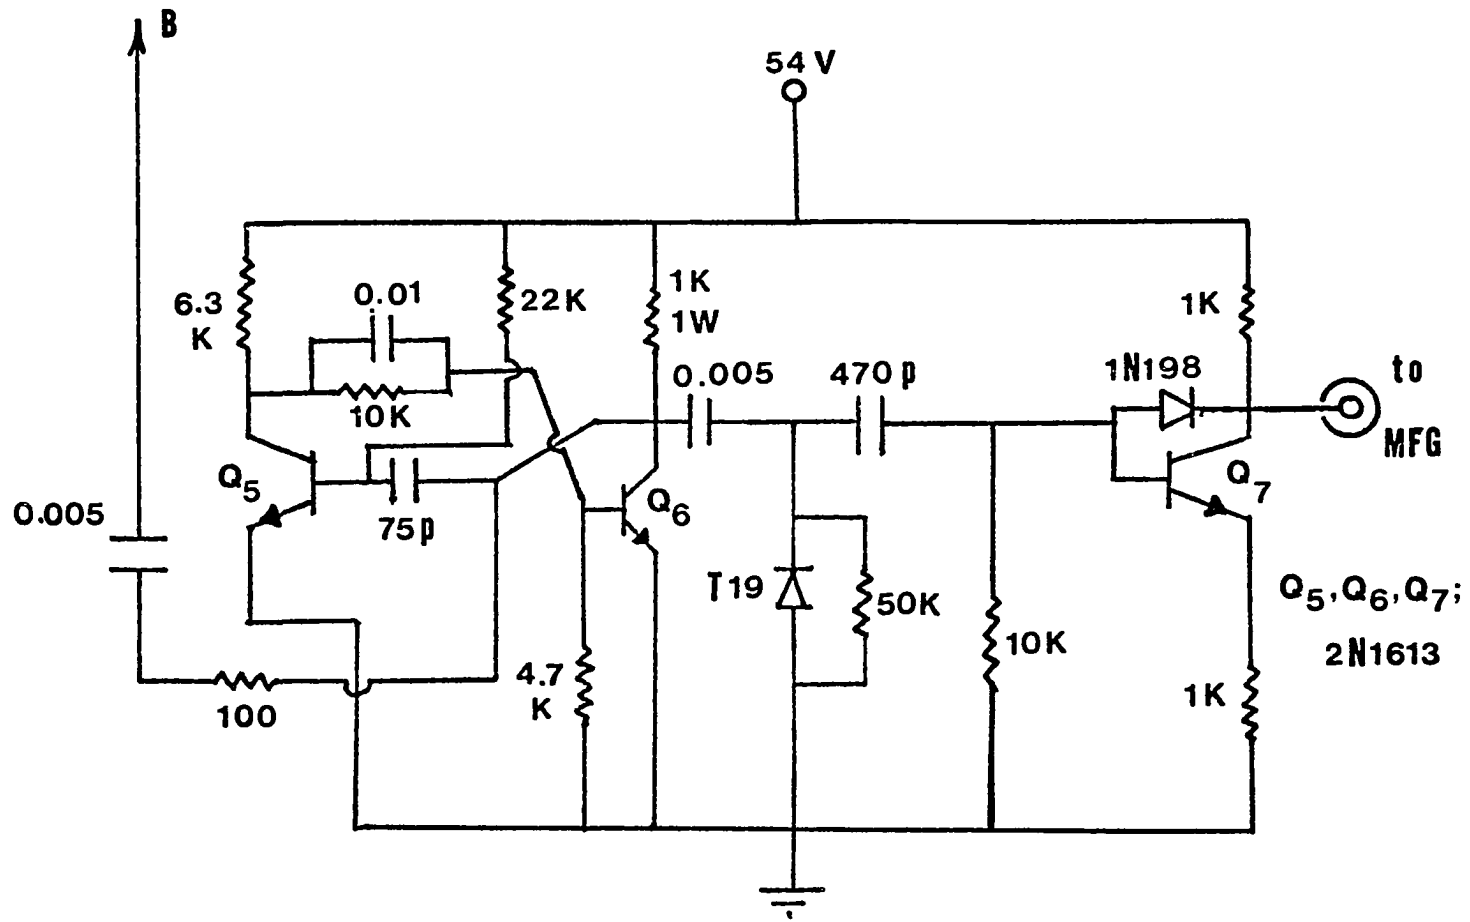 B
54 V
6.3
K
0.01
10K
22K
1K
1W
0.005
470 p
1K
1N198
to
MFG
Q5
75 p
Q6
Q7
0.005
100
4.7
K
T19
50K
10K
1K
Q5, Q6, Q7;
2N1613